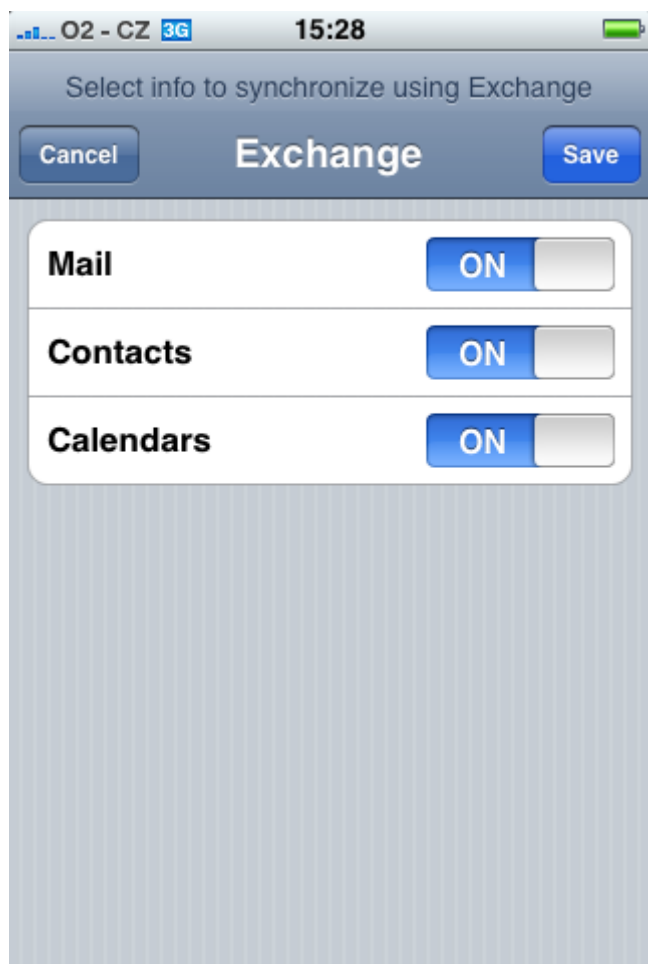 O2 - CZ 3G 15:28
Select info to synchronize using Exchange
Cancel Exchange Save
Mail ON
Contacts ON
Calendars ON